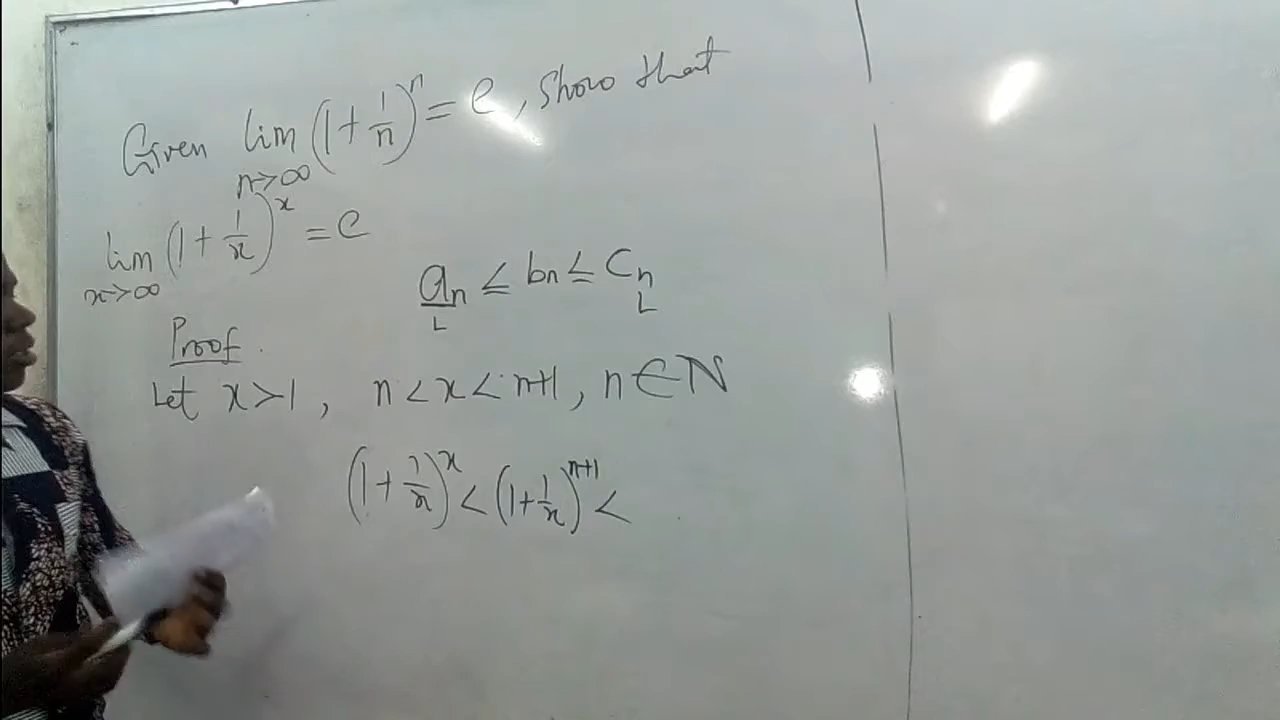 Given lim (1 + 1/n)^n = e, show that
n→∞
lim (1 + 1/x)^x = e
x→∞
a_n ≤ b_n ≤ c_n
L L
Proof.
Let x>1, n < x < n+1, n ∈ ℕ
(1 + 1/x)^x < (1 + 1/x)^n+1 <